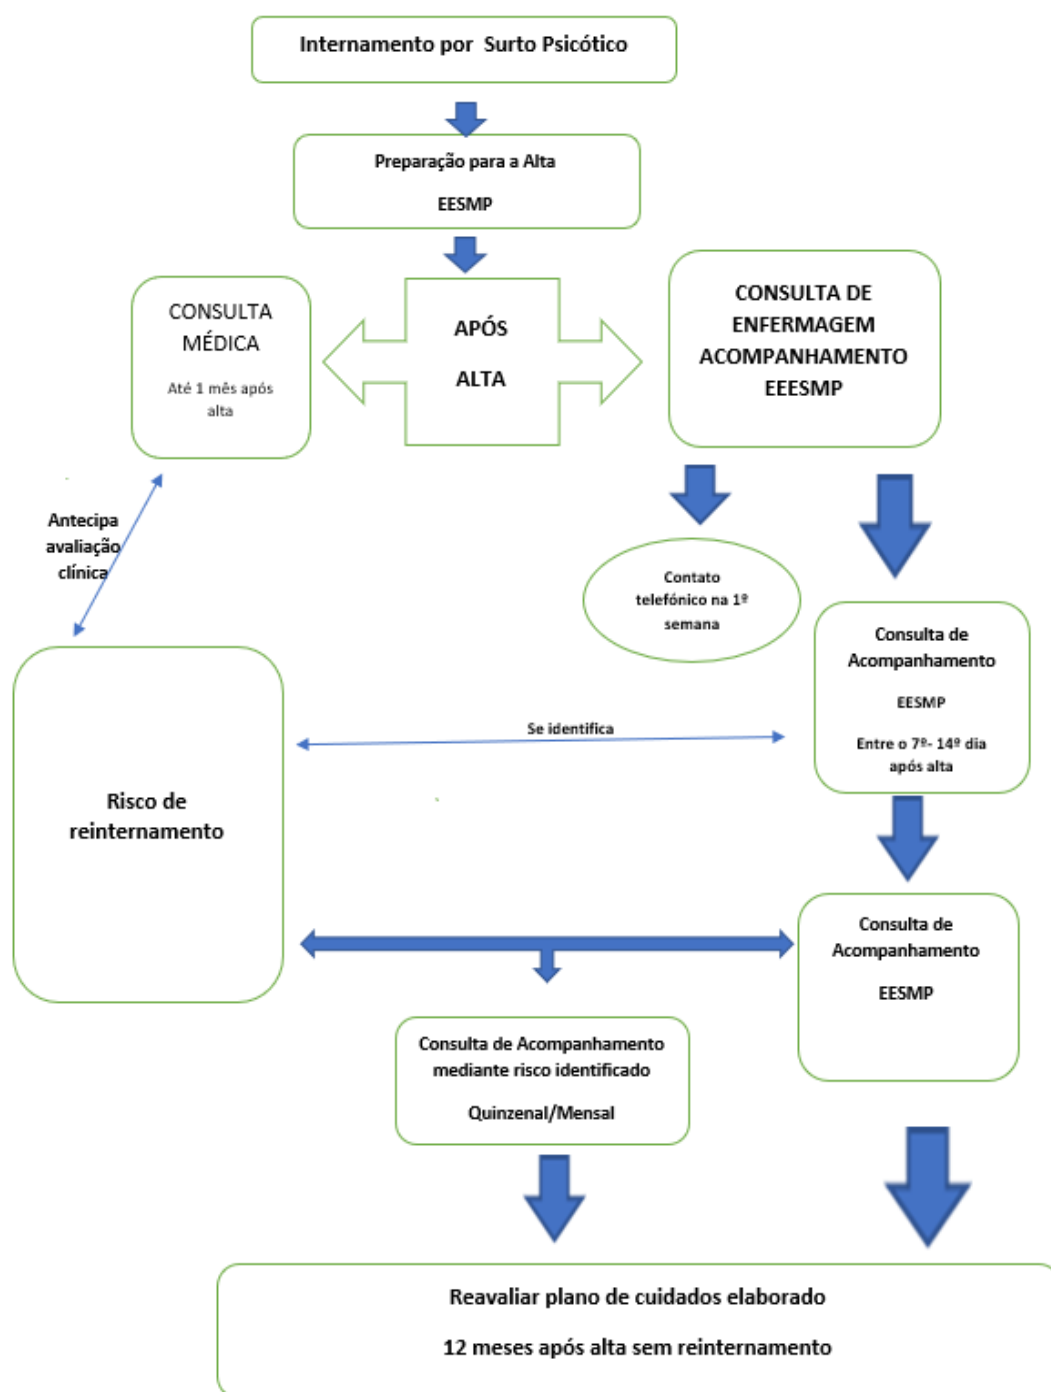 Internamento por Surto Psicótico
Preparação para a Alta
EESMP
CONSULTA
MÉDICA
Até 1 mês após
alta
APÓS
ALTA
CONSULTA DE
ENFERMAGEM
ACOMPANHAMENTO
EEESMP
Antecipa
avaliação
clínica
Contato
telefónico na 1ª
semana
Consulta de
Acompanhamento
EESMP
Entre o 7º- 14º dia
após alta
Se identifica
Risco de
reinternamento
Consulta de
Acompanhamento
EESMP
Consulta de Acompanhamento
mediante risco identificado
Quinzenal/Mensal
Reavaliar plano de cuidados elaborado
12 meses após alta sem reinternamento